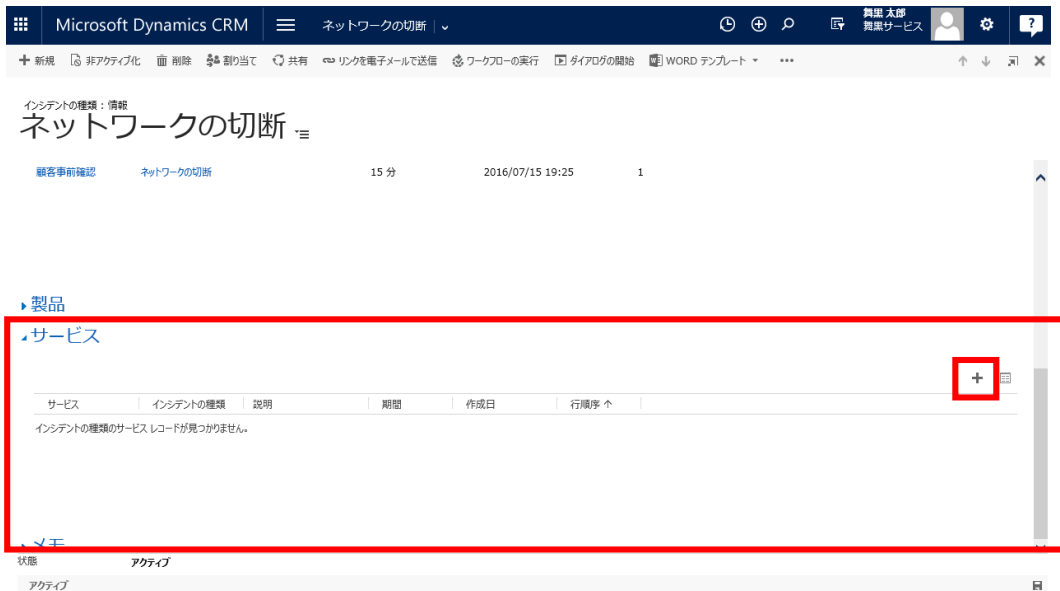 Microsoft Dynamics CRM ネットワークの切断 舞黒 太郎
舞黒サービス ?
新規 非アクティブ化 削除 割り当て 共有 リンクを電子メールで送信 ワークフローの実行 ダイアログの開始 WORD テンプレート
インシデントの種類 : 情報
ネットワークの切断
顧客事前確認 ネットワークの切断 15 分 2016/07/15 19:25 1
製品
サービス
サービス インシデントの種類 説明 期間 作成日 行順序 ↑
インシデントの種類のサービス レコードが見つかりません。
メモ
状態 アクティブ
アクティブ